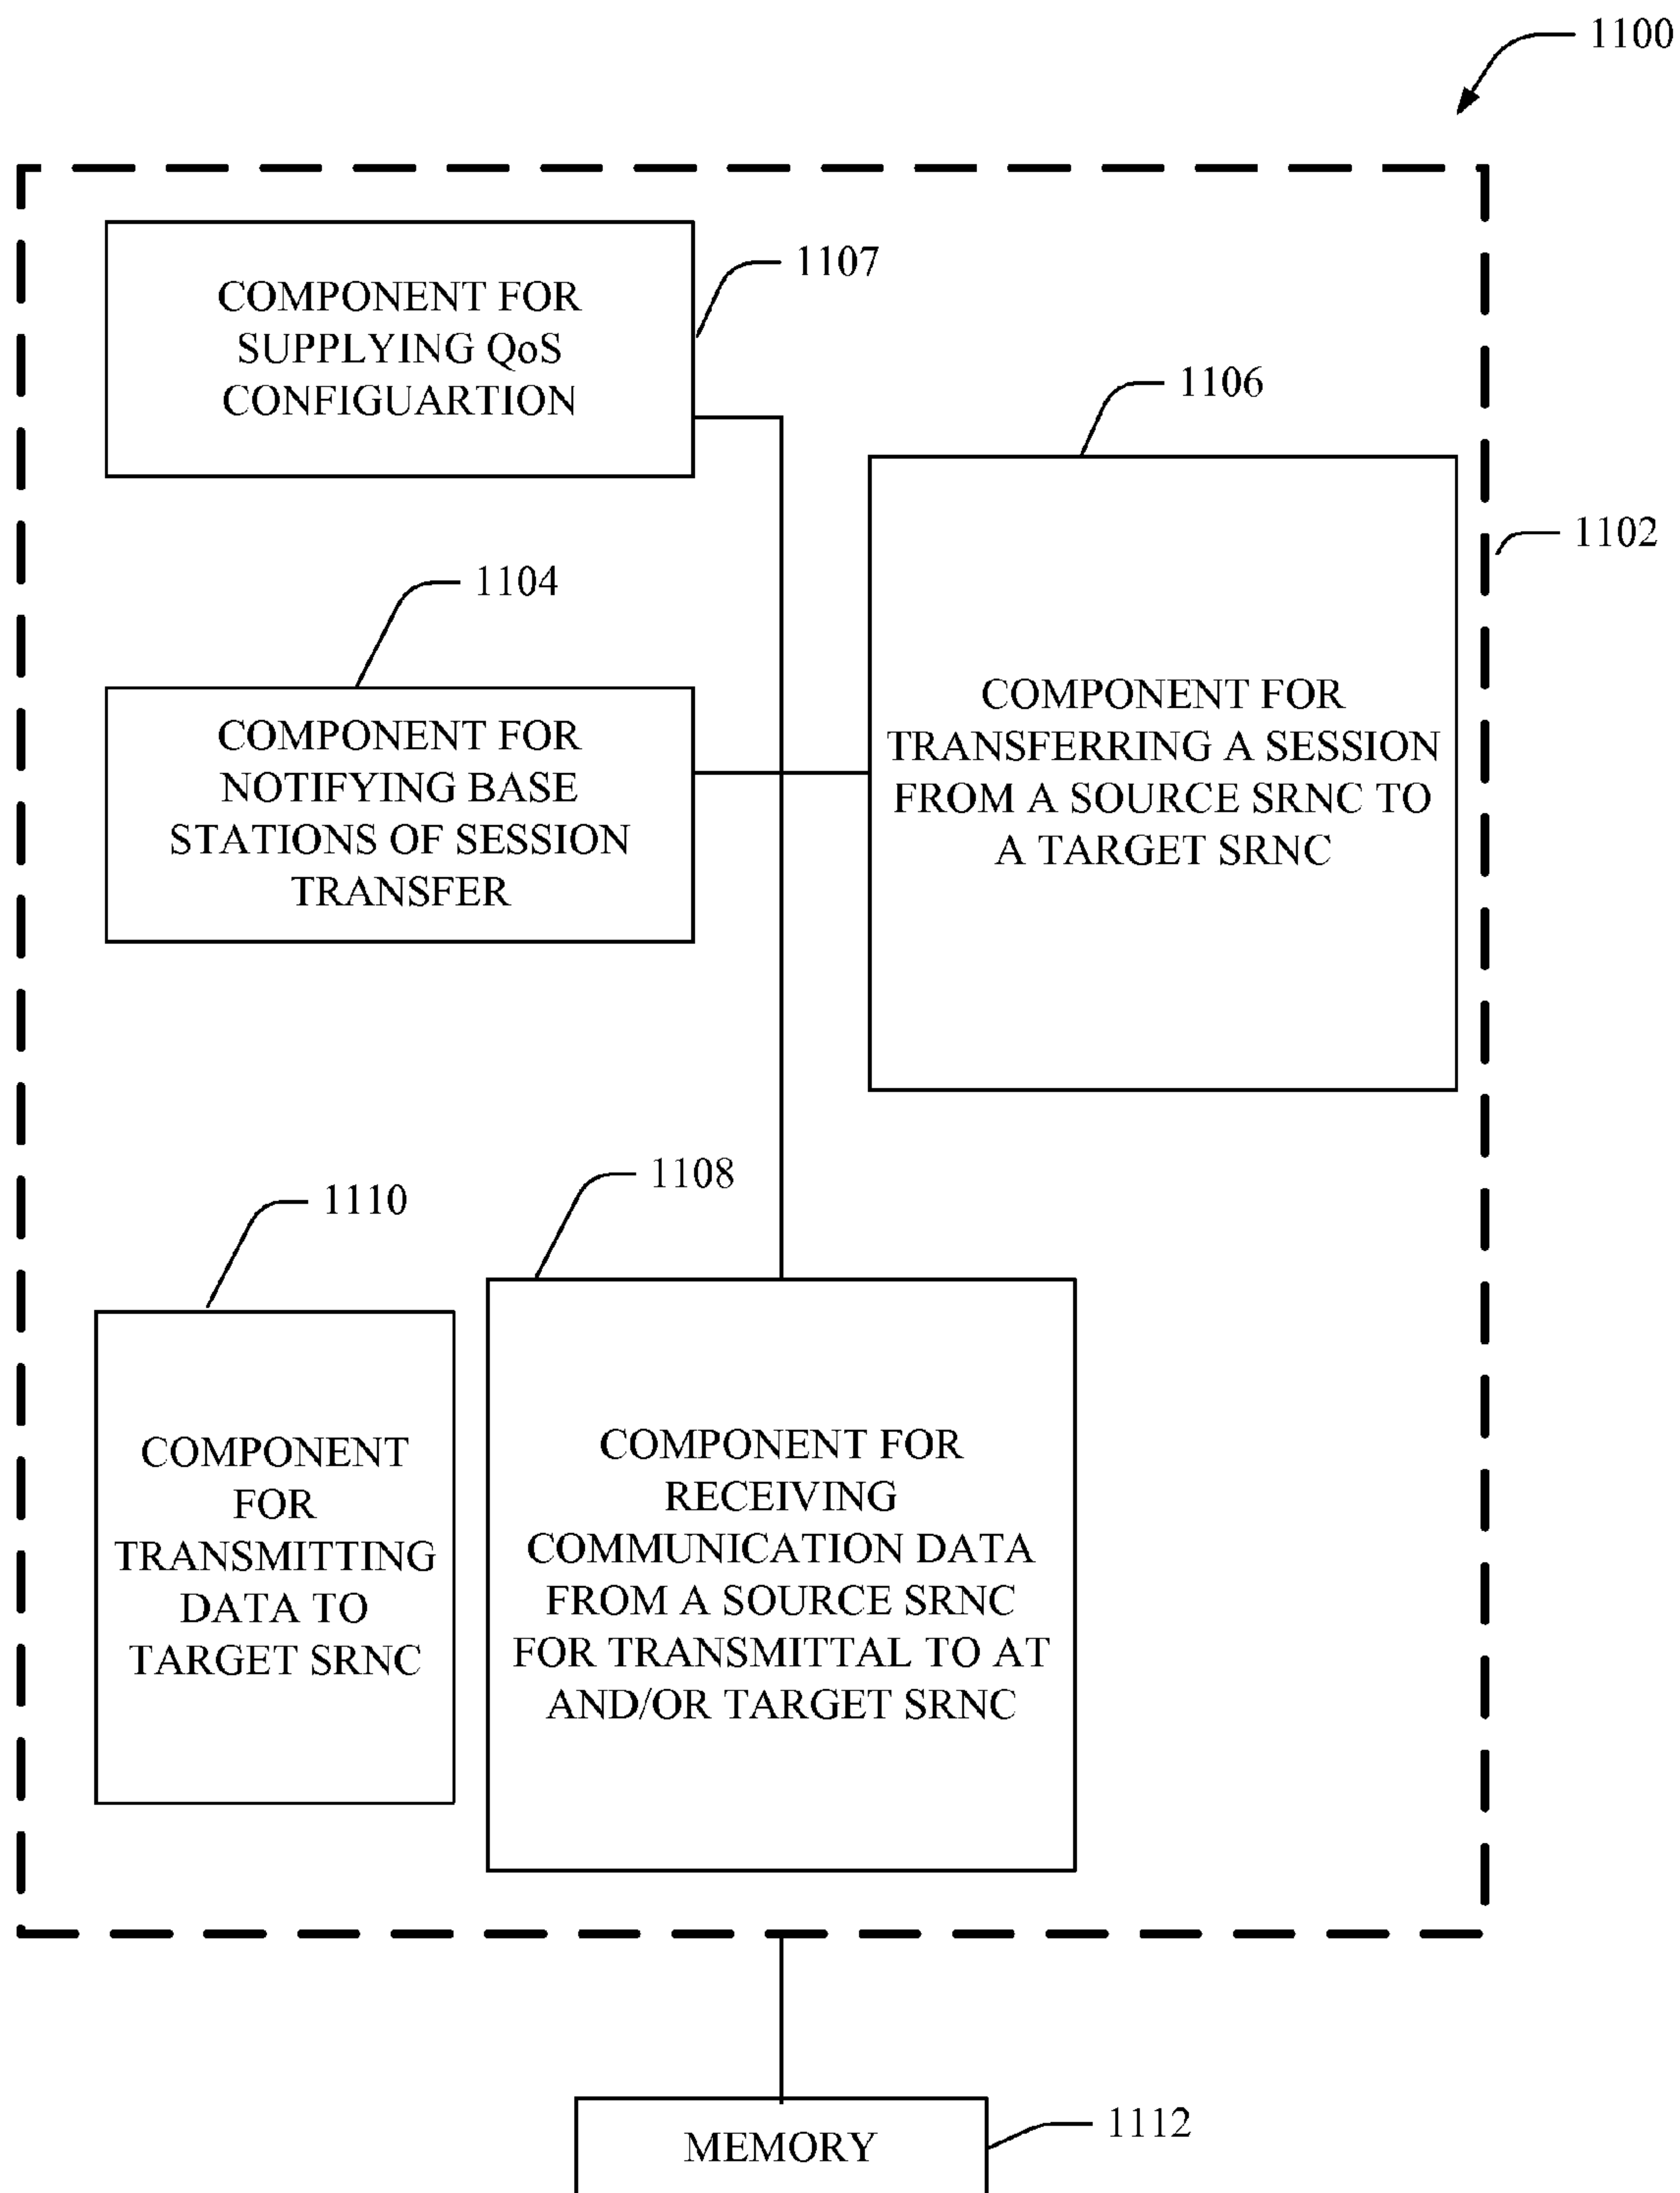 1100
1107
COMPONENT FOR
SUPPLYING QoS
CONFIGUARTION
1106
1102
1104
COMPONENT FOR
NOTIFYING BASE
STATIONS OF SESSION
TRANSFER
COMPONENT FOR
TRANSFERRING A SESSION
FROM A SOURCE SRNC TO
A TARGET SRNC
1108
1110
COMPONENT
FOR
TRANSMITTING
DATA TO
TARGET SRNC
COMPONENT FOR
RECEIVING
COMMUNICATION DATA
FROM A SOURCE SRNC
FOR TRANSMITTAL TO AT
AND/OR TARGET SRNC
1112
MEMORY